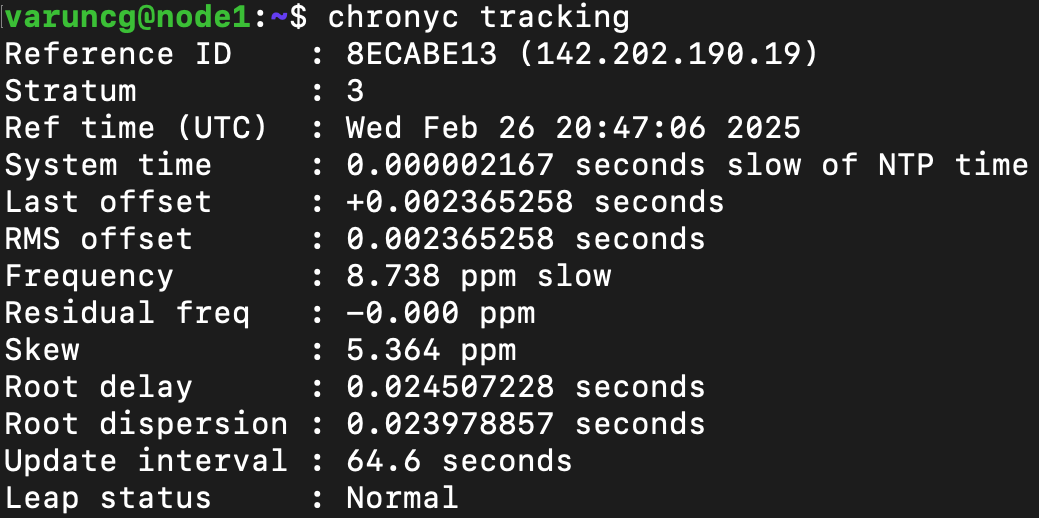 [varuncg@node1:~$ chronyc tracking
Reference ID    : 8ECABE13 (142.202.190.19)
Stratum         : 3
Ref time (UTC)  : Wed Feb 26 20:47:06 2025
System time     : 0.000002167 seconds slow of NTP time
Last offset     : +0.002365258 seconds
RMS offset      : 0.002365258 seconds
Frequency       : 8.738 ppm slow
Residual freq   : -0.000 ppm
Skew            : 5.364 ppm
Root delay      : 0.024507228 seconds
Root dispersion : 0.023978857 seconds
Update interval : 64.6 seconds
Leap status     : Normal